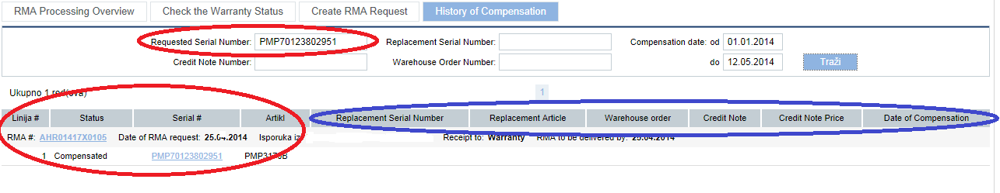 RMA Processing Overview Check the Warranty Status Create RMA Request History of Compensation
Requested Serial Number: PMP70123802951 Replacement Serial Number: Compensation date: od 01.01.2014
Credit Note Number: Warehouse Order Number: do 12.05.2014 Traži
Ukupno 1 red(ova) 1
Linija # Status Serial # Artikl Replacement Serial Number Replacement Article Warehouse order Credit Note Credit Note Price Date of Compensation
RMA #: AHR01417X0105 Date of RMA request: 25.04.2014 Isporuka iz Receipt to: Warranty RMA to be delivered by: 25.04.2014
1 Compensated PMP70123802951 PMP3170B